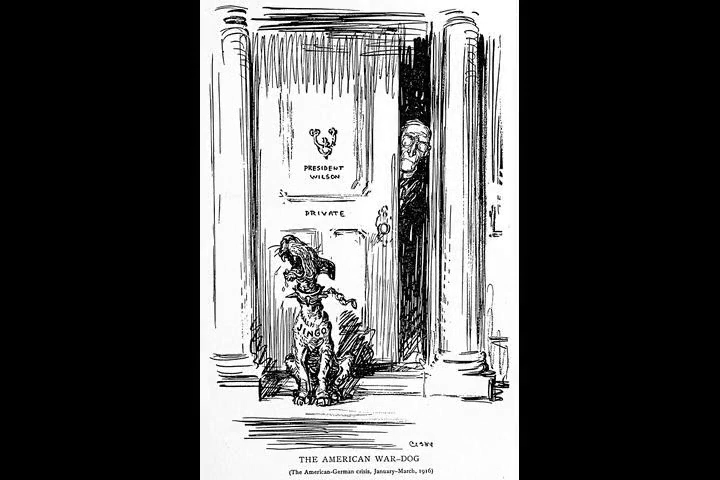 PRESIDENT
WILSON
PRIVATE
JINGO
CESARE
THE AMERICAN WAR-DOG
(The American-German crisis, January-March, 1916)